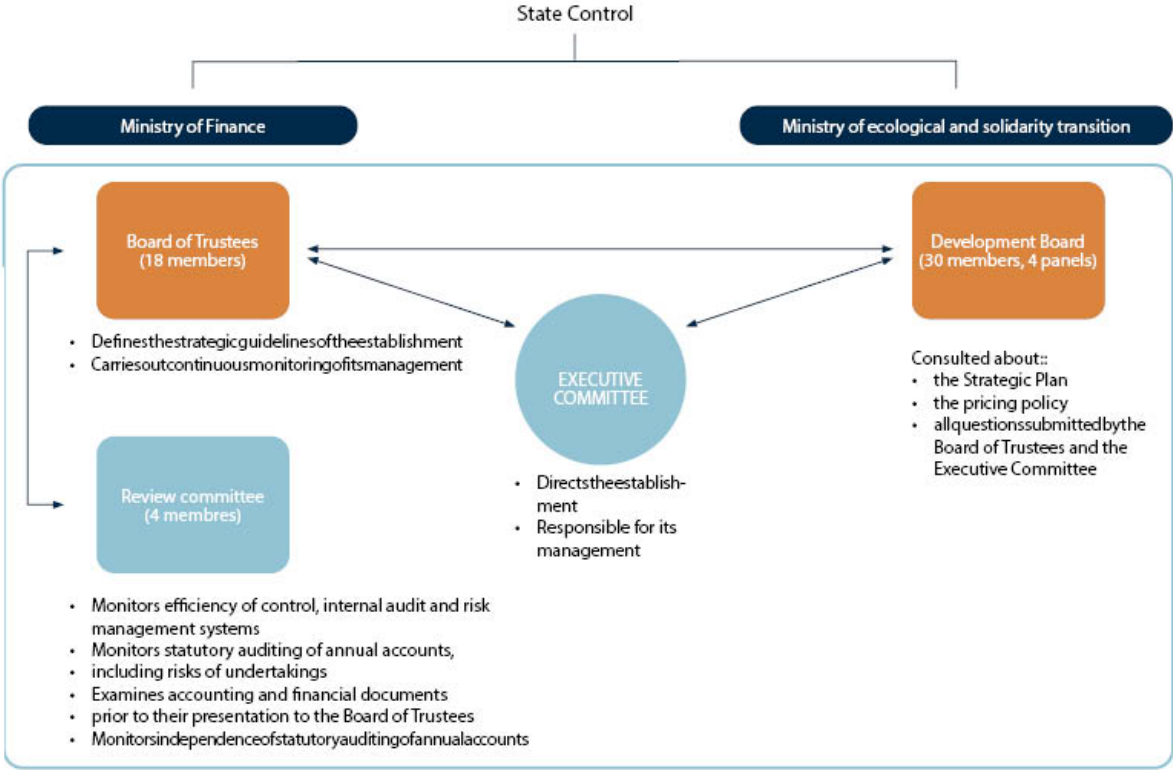 State Control
Ministry of Finance
Ministry of ecological and solidarity transition
Board of Trustees
(18 members)
• Definesthestrategicguidelinesoftheestablishment
• Carriesoutcontinuousmonitoringofitsmanagement
Development Board
(30 members, 4 panels)
Consulted about::
• the Strategic Plan
• the pricing policy
• allquestionssubmittedbythe
Board of Trustees and the
Executive Committee
EXECUTIVE
COMMITTEE
• Directstheestablish-
ment
• Responsible for its
management
Review committee
(4 membres)
• Monitors efficiency of control, internal audit and risk
management systems
• Monitors statutory auditing of annual accounts,
• including risks of undertakings
• Examines accounting and financial documents
• prior to their presentation to the Board of Trustees
• Monitorsindependenceofstatutoryauditingofannualaccounts